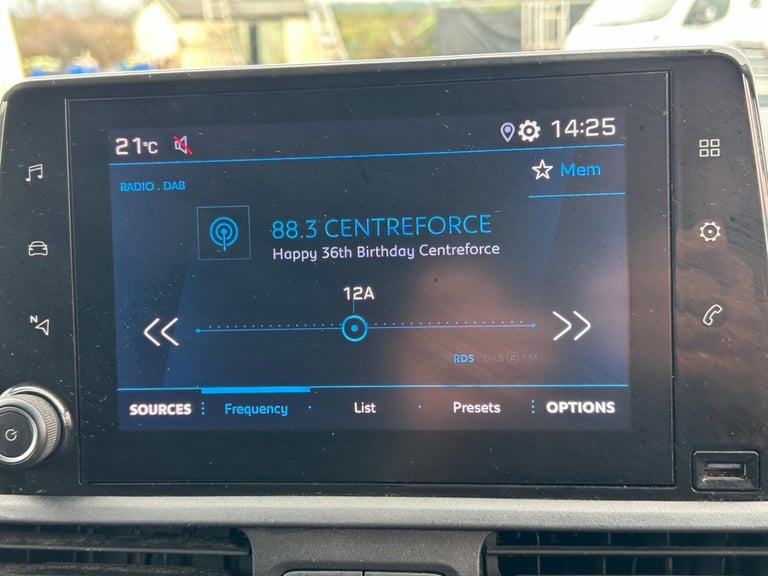 21°C 14:25
Mem
RADIO . DAB
88.3 CENTREFORCE
Happy 36th Birthday Centreforce
12A
RDS DAB FM
SOURCES Frequency List Presets OPTIONS
N